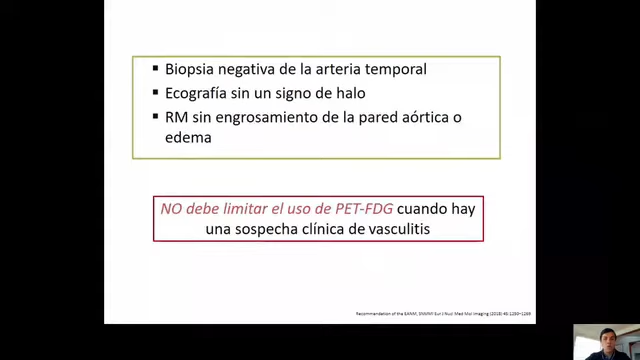 ▪ Biopsia negativa de la arteria temporal
▪ Ecografía sin un signo de halo
▪ RM sin engrosamiento de la pared aórtica o
edema
NO debe limitar el uso de PET-FDG cuando hay
una sospecha clínica de vasculitis
Recommendation of the EANM, SNMMI Eur J Nucl Med Mol Imaging (2018) 45:1250–1269